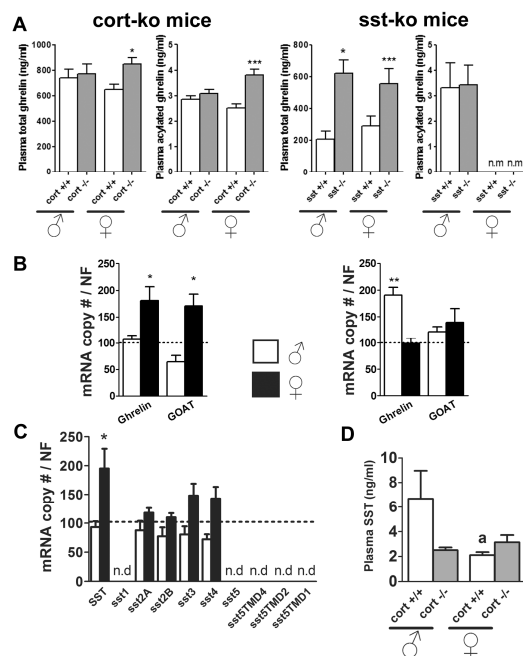 cort-ko mice
sst-ko mice
A
Plasma total ghrelin (ng/ml)
1000
800
600
400
200
0
*
cort +/+
cort -/-
cort +/+
cort -/-
♂
♀
Plasma acylated ghrelin (ng/ml)
5
4
3
2
1
0
***
cort +/+
cort -/-
cort +/+
cort -/-
♂
♀
Plasma total ghrelin (ng/ml)
800
600
400
200
0
*
***
sst +/+
sst -/-
sst +/+
sst -/-
♂
♀
Plasma acylated ghrelin (ng/ml)
5
4
3
2
1
0
n.m
n.m
sst +/+
sst -/-
sst +/+
sst -/-
♂
♀
B
mRNA copy # / NF
250
200
150
100
50
0
*
*
Ghrelin
GOAT
♂
♀
mRNA copy # / NF
250
200
150
100
50
0
**
Ghrelin
GOAT
C
mRNA copy # / NF
250
200
150
100
50
0
*
n.d
n.d
n.d
n.d
n.d
SST
sst1
sst2A
sst2B
sst3
sst4
sst5
sst5TMD4
sst5TMD2
sst5TMD1
D
Plasma SST (ng/ml)
10
8
6
4
2
0
a
cort +/+
cort -/-
cort +/+
cort -/-
♂
♀